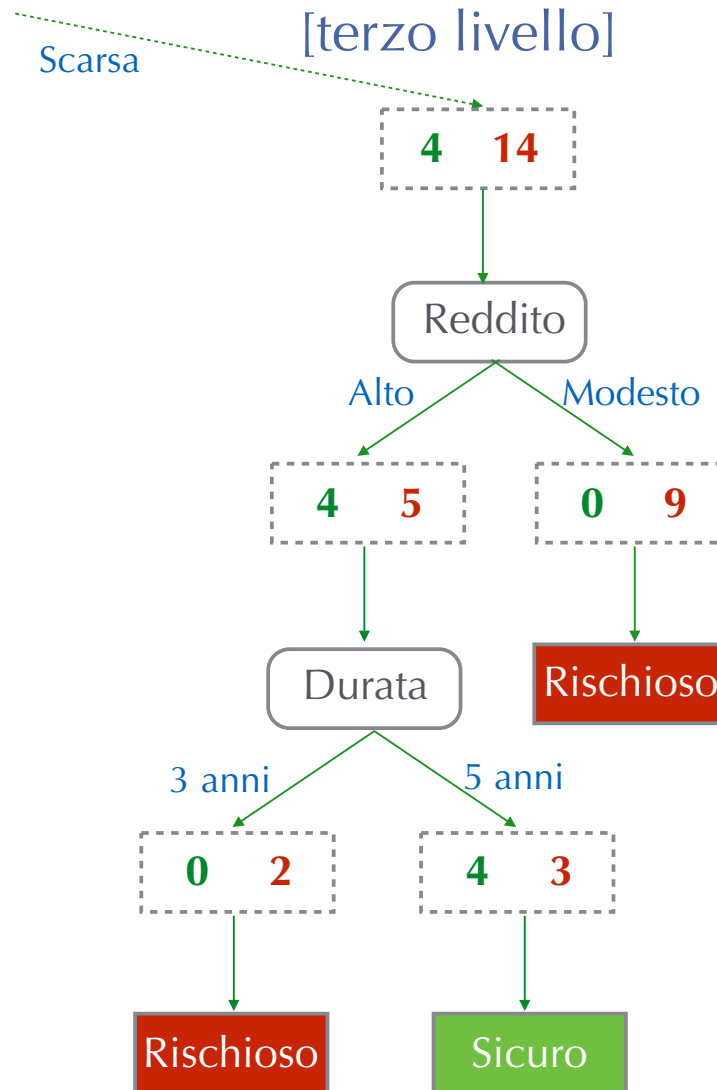 [terzo livello]
Scarsa
4 14
Reddito
Alto Modesto
4 5 0 9
Durata Rischioso
3 anni 5 anni
0 2 4 3
Rischioso Sicuro